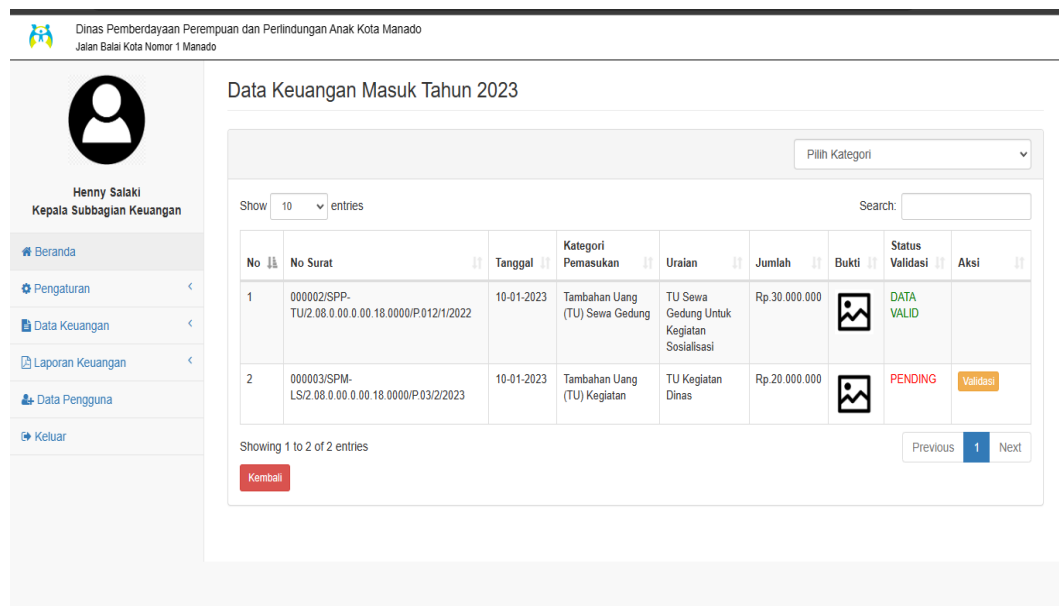 Dinas Pemberdayaan Perempuan dan Perlindungan Anak Kota Manado
Jalan Balai Kota Nomor 1 Manado
Henny Salaki
Kepala Subbagian Keuangan
Beranda
Pengaturan
Data Keuangan
Laporan Keuangan
Data Pengguna
Keluar
Data Keuangan Masuk Tahun 2023
Pilih Kategori
Show 10 entries
Search:
No No Surat Tanggal Kategori Pemasukan Uraian Jumlah Bukti Status Validasi Aksi
1 000002/SPP-TU/2.08.0.00.0.00.18.0000/P.012/1/2022 10-01-2023 Tambahan Uang (TU) Sewa Gedung TU Sewa Gedung Untuk Kegiatan Sosialisasi Rp.30.000.000 DATA VALID
2 000003/SPM-LS/2.08.0.00.0.00.18.0000/P.03/2/2023 10-01-2023 Tambahan Uang (TU) Kegiatan TU Kegiatan Dinas Rp.20.000.000 PENDING Validasi
Showing 1 to 2 of 2 entries
Previous 1 Next
Kembali